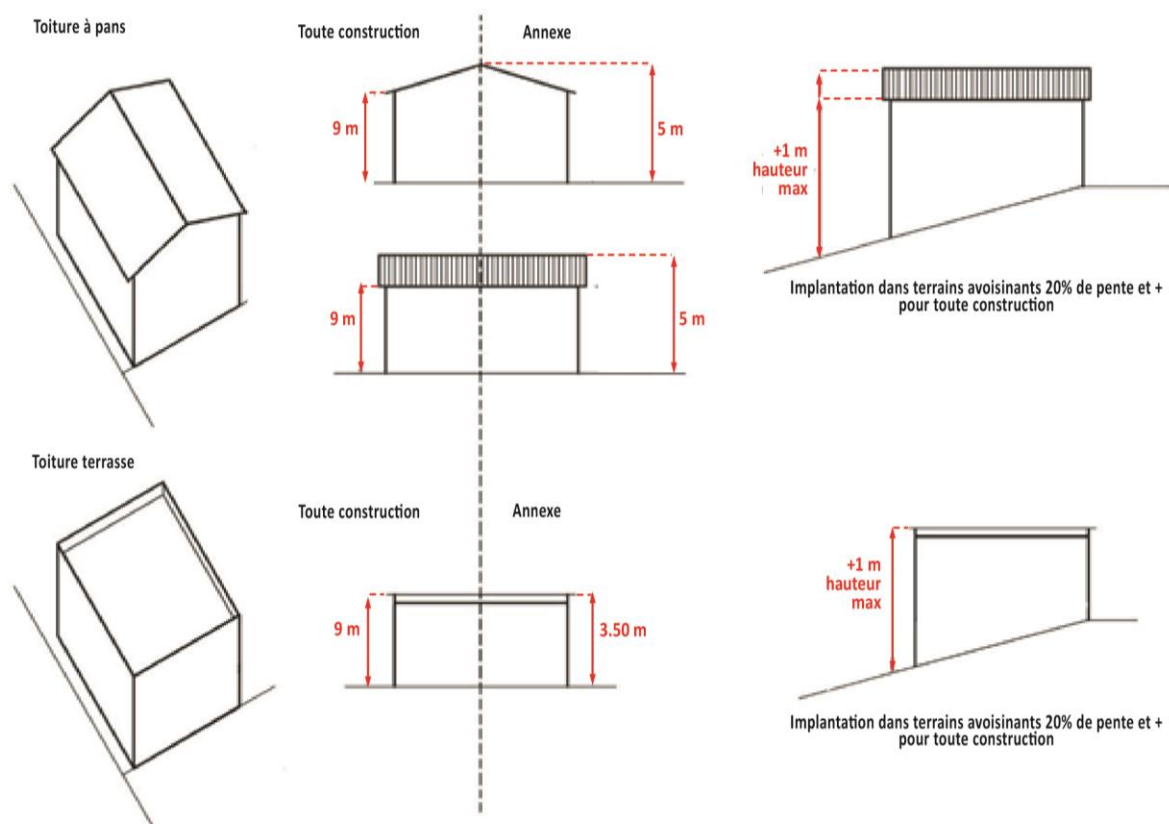 Toiture à pans
Toute construction
Annexe
9 m
5 m
+1 m
hauteur
max
9 m
5 m
Implantation dans terrains avoisinants 20% de pente et +
pour toute construction
Toiture terrasse
Toute construction
Annexe
9 m
3.50 m
+1 m
hauteur
max
Implantation dans terrains avoisinants 20% de pente et +
pour toute construction